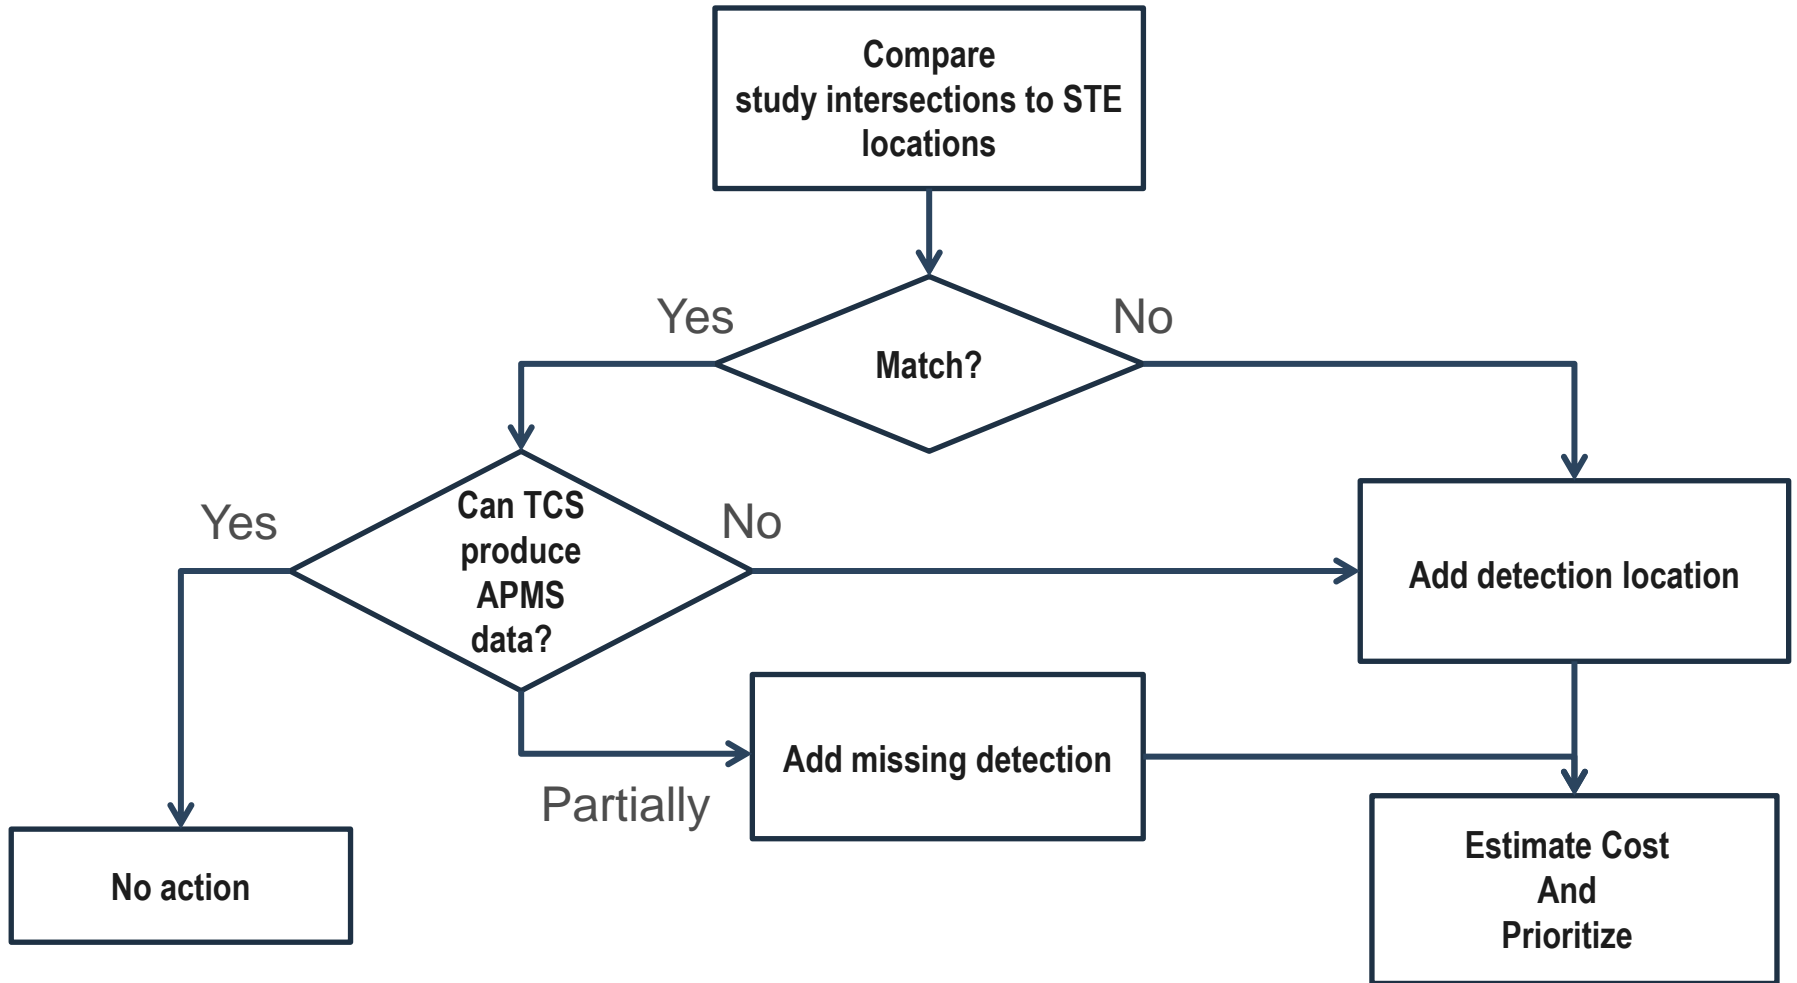 Compare
study intersections to STE
locations
Yes
No
Match?
Yes
Can TCS
produce
APMS
data?
No
Add detection location
Partially
Add missing detection
No action
Estimate Cost
And
Prioritize